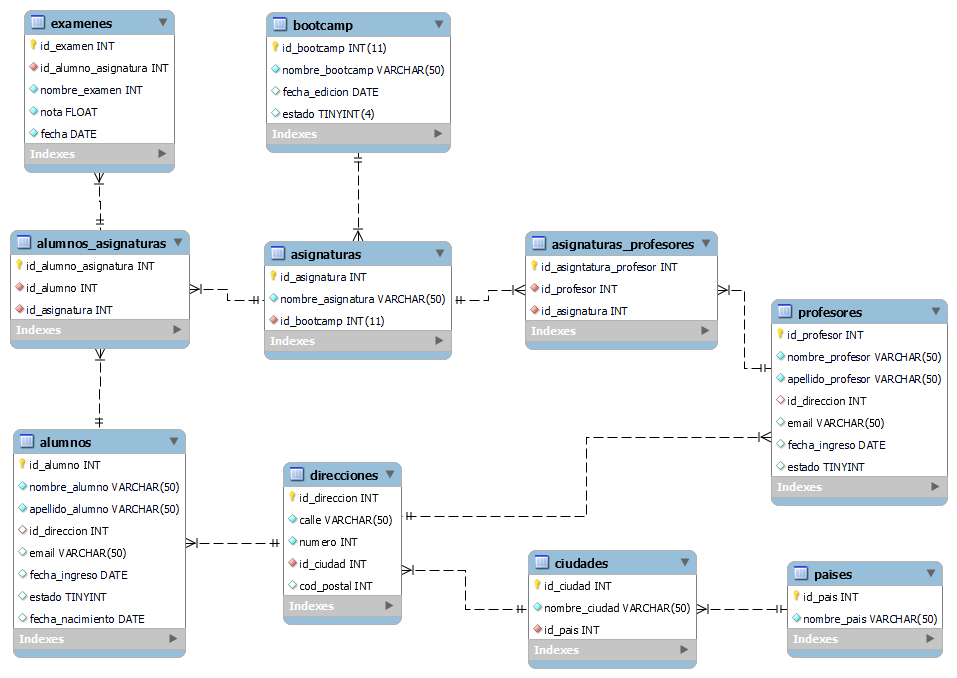 examenes
id_examen INT
id_alumno_asignatura INT
nombre_examen INT
nota FLOAT
fecha DATE
Indexes
bootcamp
id_bootcamp INT(11)
nombre_bootcamp VARCHAR(50)
fecha_edicion DATE
estado TINYINT(4)
Indexes
alumnos_asignaturas
id_alumno_asignatura INT
id_alumno INT
id_asignatura INT
Indexes
asignaturas
id_asignatura INT
nombre_asignatura VARCHAR(50)
id_bootcamp INT(11)
Indexes
asignaturas_profesores
id_asigntatura_profesor INT
id_profesor INT
id_asignatura INT
Indexes
profesores
id_profesor INT
nombre_profesor VARCHAR(50)
apellido_profesor VARCHAR(50)
id_direccion INT
email VARCHAR(50)
fecha_ingreso DATE
estado TINYINT
Indexes
alumnos
id_alumno INT
nombre_alumno VARCHAR(50)
apellido_alumno VARCHAR(50)
id_direccion INT
email VARCHAR(50)
fecha_ingreso DATE
estado TINYINT
fecha_nacimiento DATE
Indexes
direcciones
id_direccion INT
calle VARCHAR(50)
numero INT
id_ciudad INT
cod_postal INT
Indexes
ciudades
id_ciudad INT
nombre_ciudad VARCHAR(50)
id_pais INT
Indexes
paises
id_pais INT
nombre_pais VARCHAR(50)
Indexes